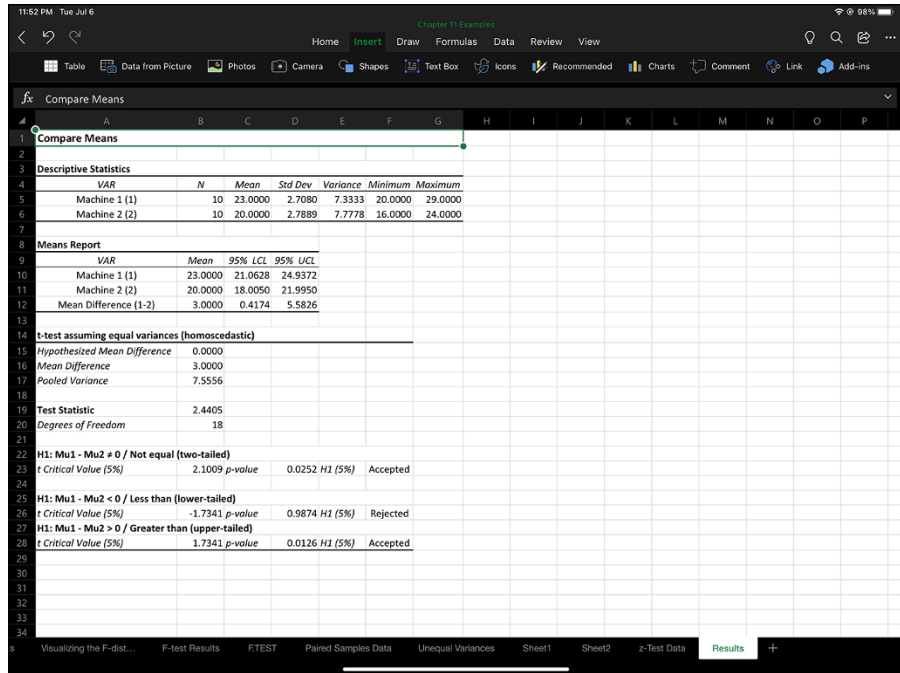 11:52 PM Tue Jul 6 98%
Chapter 11 Examples
Home Insert Draw Formulas Data Review View
Table Data from Picture Photos Camera Shapes Text Box Icons Recommended Charts Comment Link Add-ins
fx Compare Means
A B C D E F G H I J K L M N O P
1 Compare Means
2
3 Descriptive Statistics
4 VAR N Mean Std Dev Variance Minimum Maximum
5 Machine 1 (1) 10 23.0000 2.7080 7.3333 20.0000 29.0000
6 Machine 2 (2) 10 20.0000 2.7889 7.7778 16.0000 24.0000
7
8 Means Report
9 VAR Mean 95% LCL 95% UCL
10 Machine 1 (1) 23.0000 21.0628 24.9372
11 Machine 2 (2) 20.0000 18.0050 21.9950
12 Mean Difference (1-2) 3.0000 0.4174 5.5826
13
14 t-test assuming equal variances (homoscedastic)
15 Hypothesized Mean Difference 0.0000
16 Mean Difference 3.0000
17 Pooled Variance 7.5556
18
19 Test Statistic 2.4405
20 Degrees of Freedom 18
21
22 H1: Mu1 - Mu2 ≠ 0 / Not equal (two-tailed)
23 t Critical Value (5%) 2.1009 p-value 0.0252 H1 (5%) Accepted
24
25 H1: Mu1 - Mu2 < 0 / Less than (lower-tailed)
26 t Critical Value (5%) -1.7341 p-value 0.9874 H1 (5%) Rejected
27 H1: Mu1 - Mu2 > 0 / Greater than (upper-tailed)
28 t Critical Value (5%) 1.7341 p-value 0.0126 H1 (5%) Accepted
29
30
31
32
33
34
s Visualizing the F-dist... F-test Results F.TEST Paired Samples Data Unequal Variances Sheet1 Sheet2 z-Test Data Results +